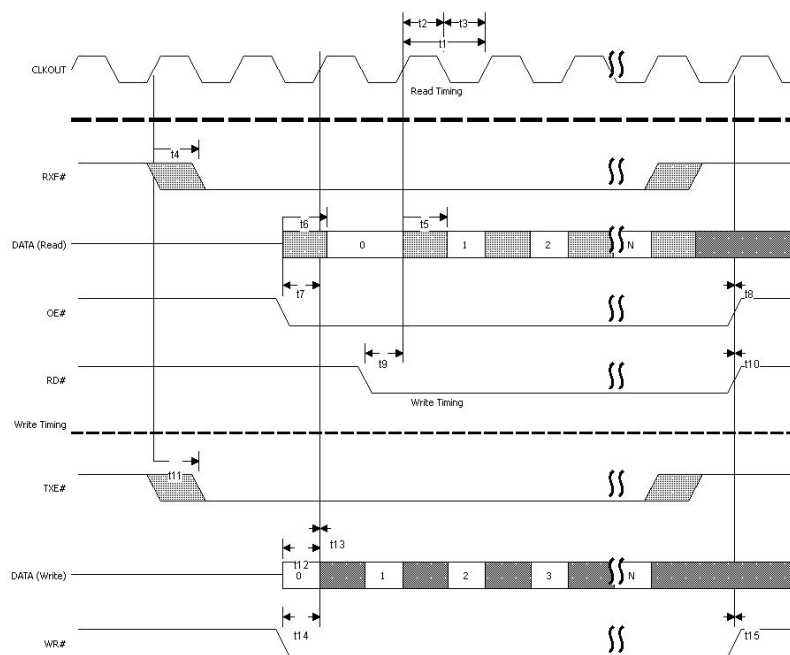 t2 t3
t1
CLKOUT
Read Timing
t4
RXF#
t6 t5
DATA (Read) 0 1 2 N
t7 t8
OE#
t9 t10
RD#
Write Timing
Write Timing
t11
TXE#
t13
t12
DATA (Write) 0 1 2 3 N
t14 t15
WR#